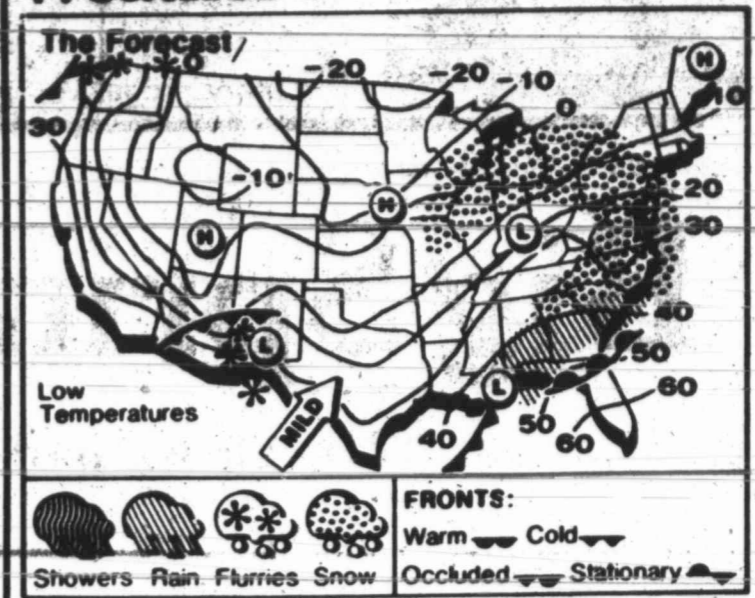 The Forecast
0
-20
-20
-10
0
H
10
30
-10
H
H
L
20
30
L
40
50
L
60
Low
Temperatures
MILD
40
50
60
FRONTS:
Warm Cold
Showers Rain Flurries Snow
Occluded Stationary